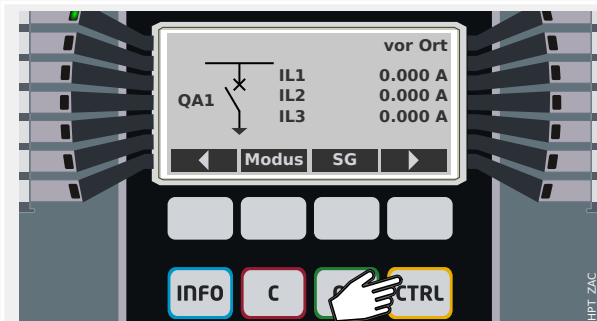 vor Ort
IL1 0.000 A
QA1 IL2 0.000 A
IL3 0.000 A
Modus SG
INFO C CTRL
HPT ZAC